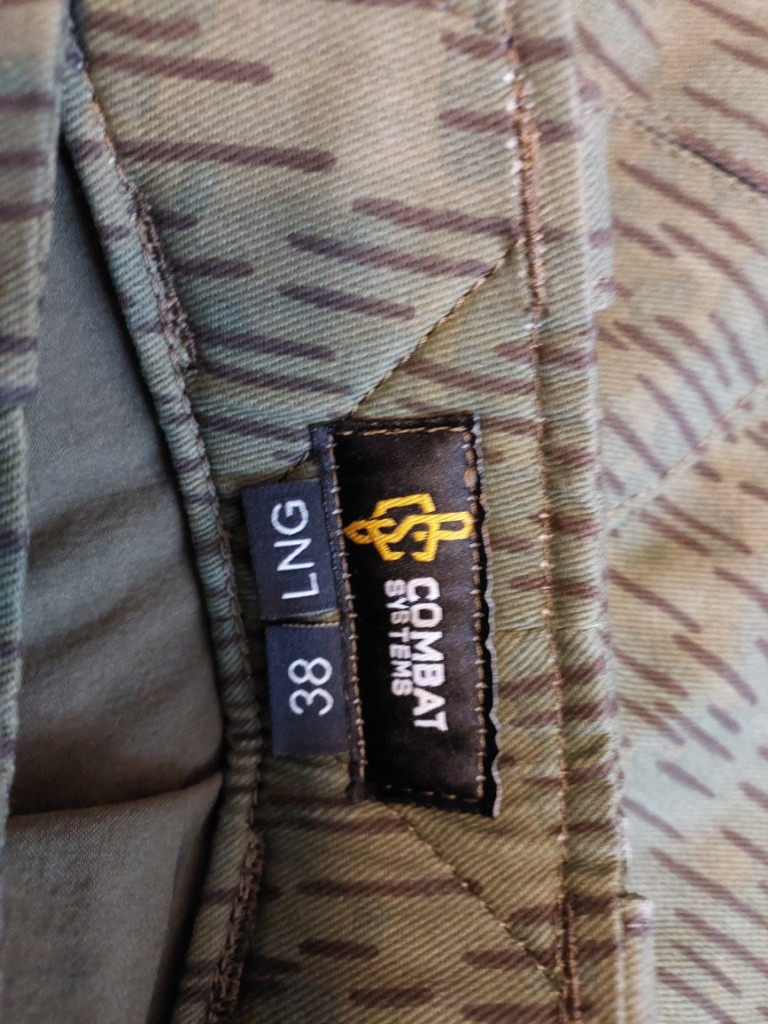 COMBAT
SYSTEMS
38
LNG